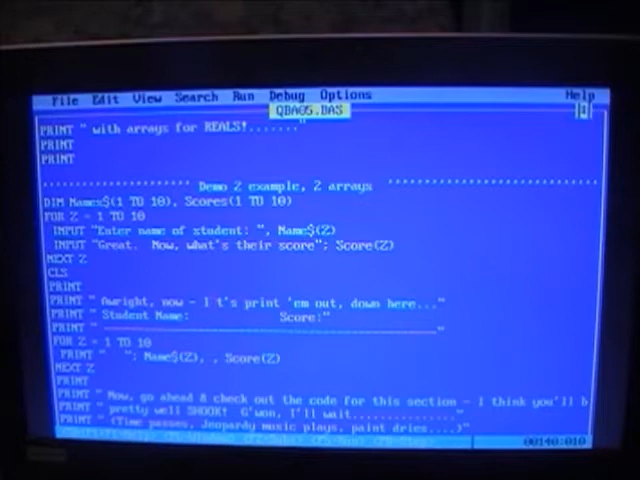 File Edit View Search Run Debug Options Help
QBA05.BAS
PRINT " with arrays for REALS!......."
PRINT
PRINT
'................................ Demo 2 example, 2 arrays '................................
DIM Names$(1 TO 10), Scores(1 TO 10)
FOR Z = 1 TO 10
INPUT "Enter name of student: ", Name$(Z)
INPUT "Great.  Now, what's their score"; Score(Z)
NEXT Z
CLS
PRINT
PRINT " Awright, now - l t's print 'em out, down here..."
PRINT " Student Name:                Score:"
PRINT " ________________________________________________"
FOR Z = 1 TO 10
PRINT "   "; Name$(Z), , Score(Z)
NEXT Z
PRINT
PRINT " Now, go ahead & check out the code for this section - I think you'll b
PRINT " pretty well SHOOK!  G'won, I'll wait..............."
PRINT " (Time passes, Jeopardy music plays, paint dries....)"
00140:010